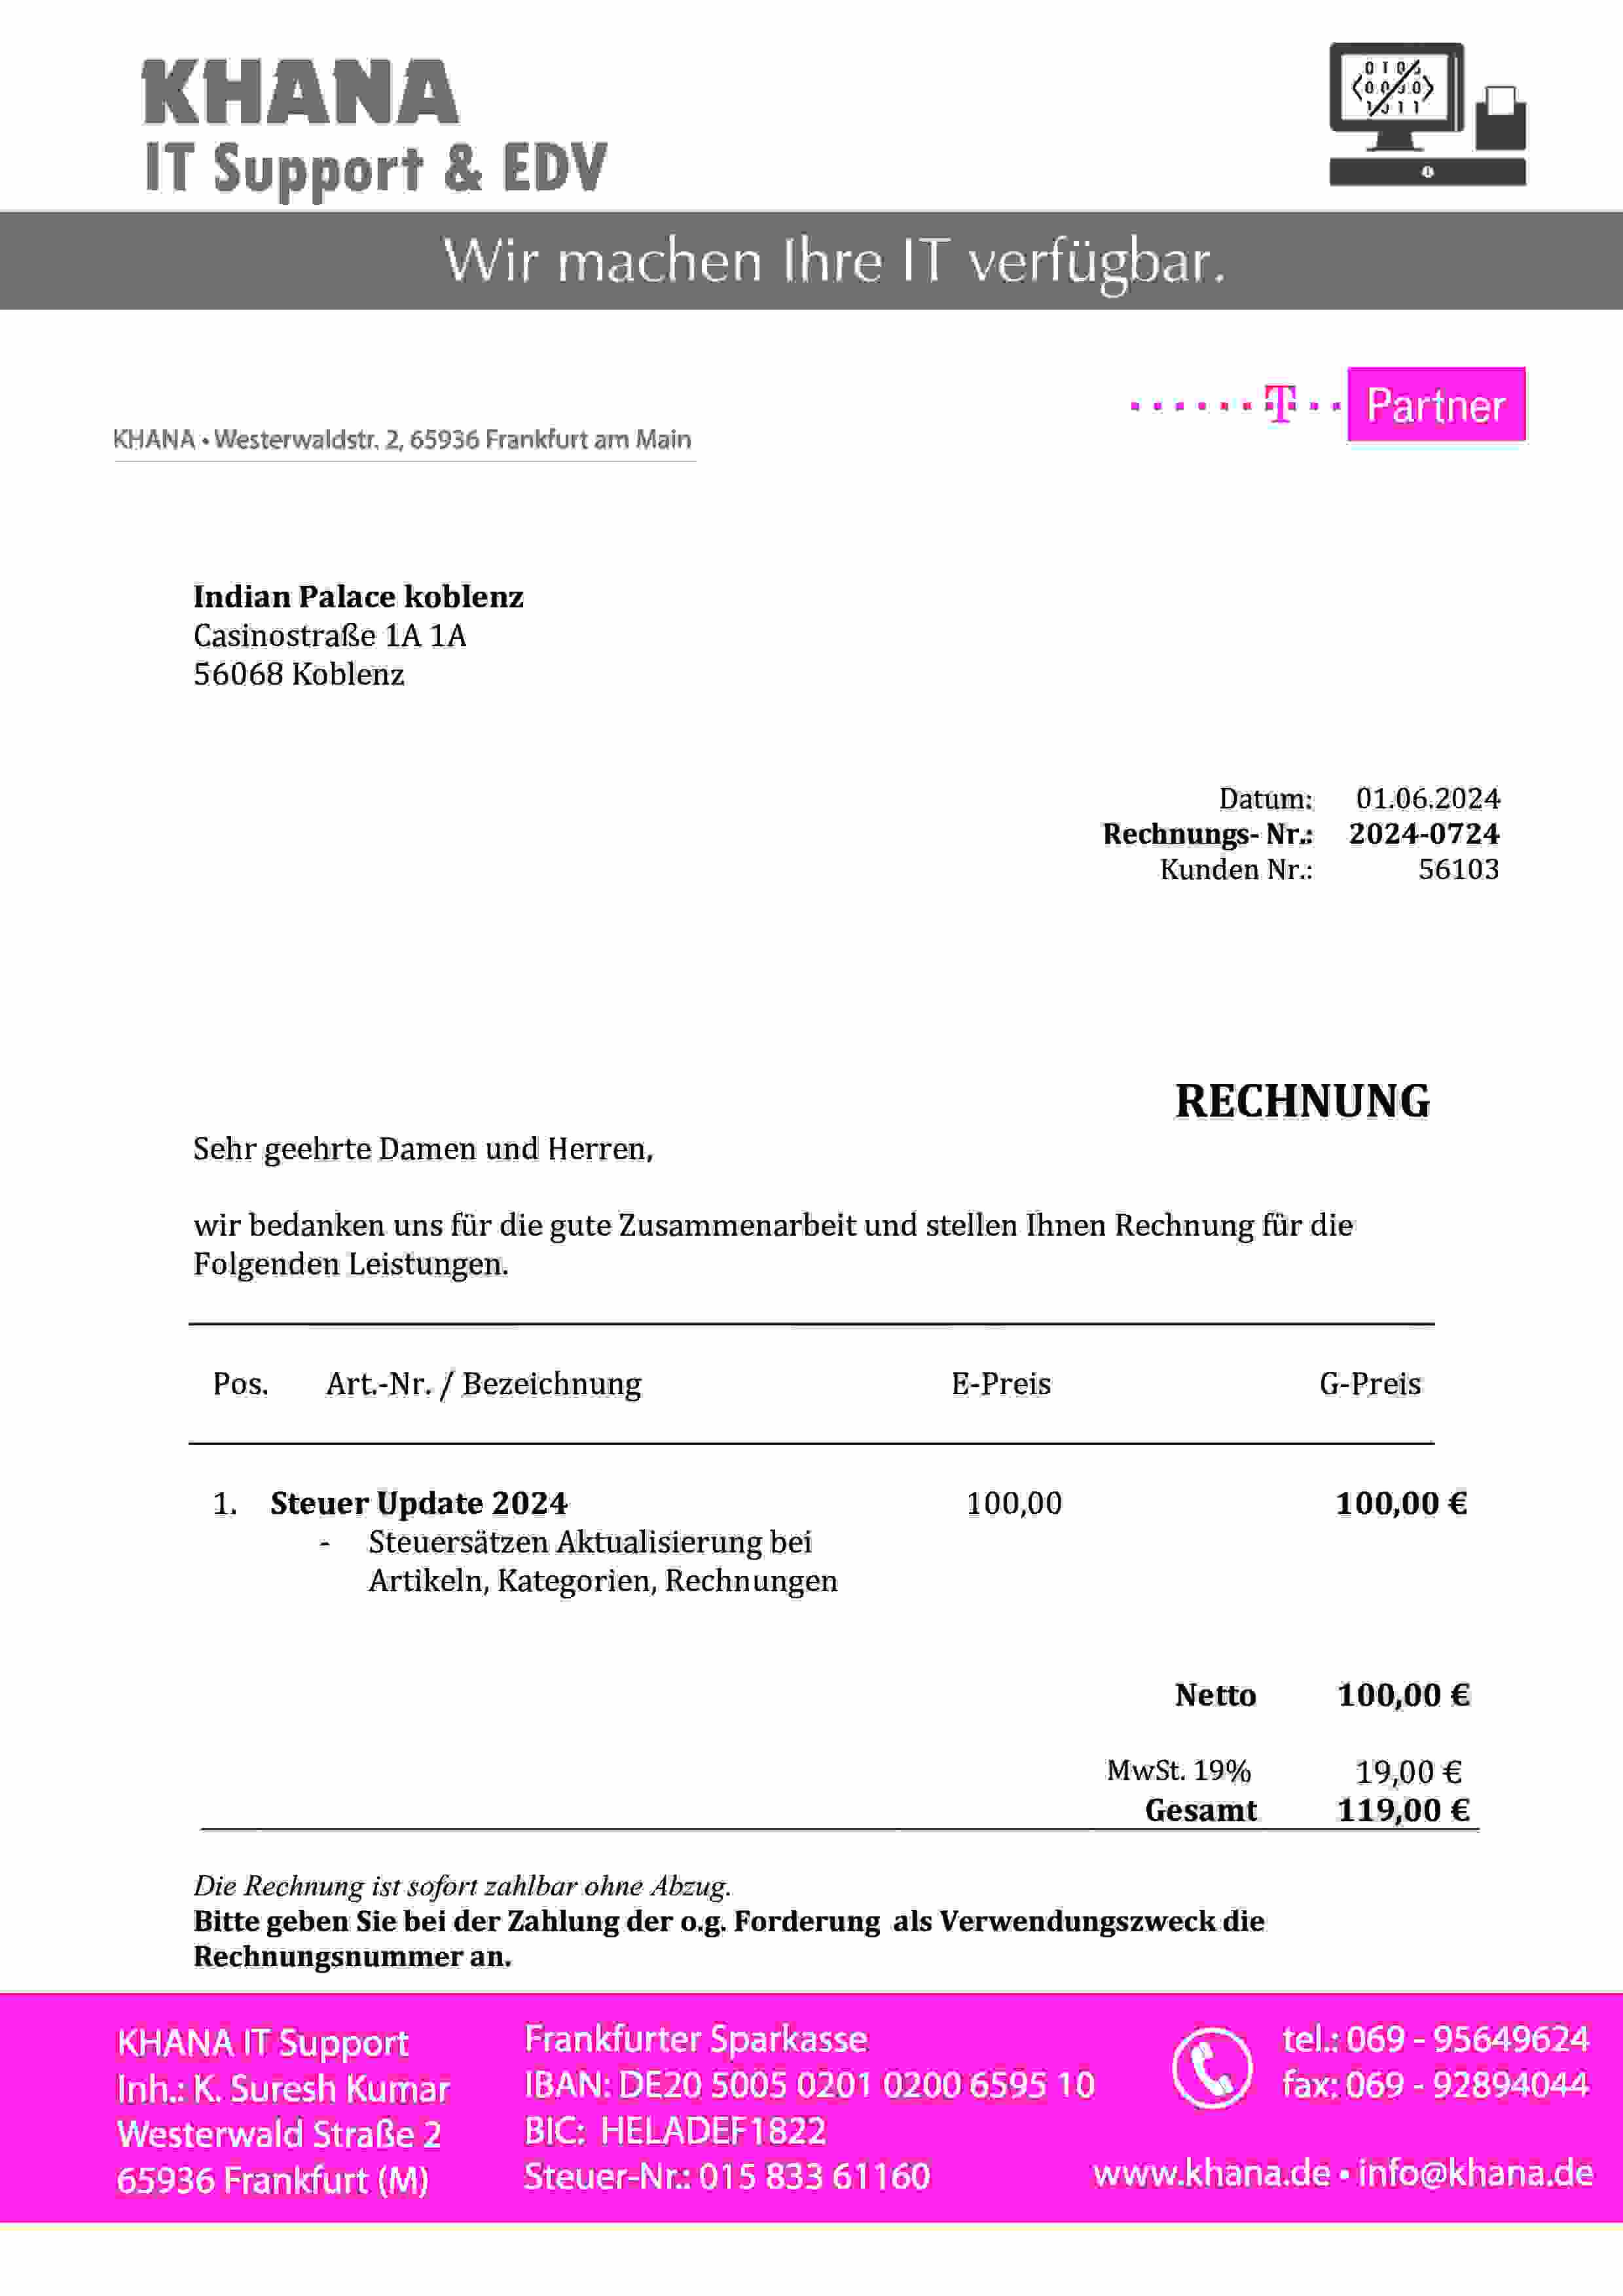 KHANA
IT Support & EDV
Wir machen Ihre IT verfügbar.
T Partner
KHANA • Westerwaldstr. 2, 65936 Frankfurt am Main
Indian Palace koblenz
Casinostraße 1A 1A
56068 Koblenz
Datum: 01.06.2024
Rechnungs- Nr.: 2024-0724
Kunden Nr.: 56103
RECHNUNG
Sehr geehrte Damen und Herren,
wir bedanken uns für die gute Zusammenarbeit und stellen Ihnen Rechnung für die
Folgenden Leistungen.
Pos. Art.-Nr. / Bezeichnung E-Preis G-Preis
1. Steuer Update 2024 100,00 100,00 €
- Steuersätzen Aktualisierung bei
Artikeln, Kategorien, Rechnungen
Netto 100,00 €
MwSt. 19% 19,00 €
Gesamt 119,00 €
Die Rechnung ist sofort zahlbar ohne Abzug.
Bitte geben Sie bei der Zahlung der o.g. Forderung als Verwendungszweck die
Rechnungsnummer an.
KHANA IT Support
Inh.: K. Suresh Kumar
Westerwald Straße 2
65936 Frankfurt (M)
Frankfurter Sparkasse
IBAN: DE20 5005 0201 0200 6595 10
BIC: HELADEF1822
Steuer-Nr.: 015 833 61160
tel.: 069 - 95649624
fax: 069 - 92894044
www.khana.de • info@khana.de